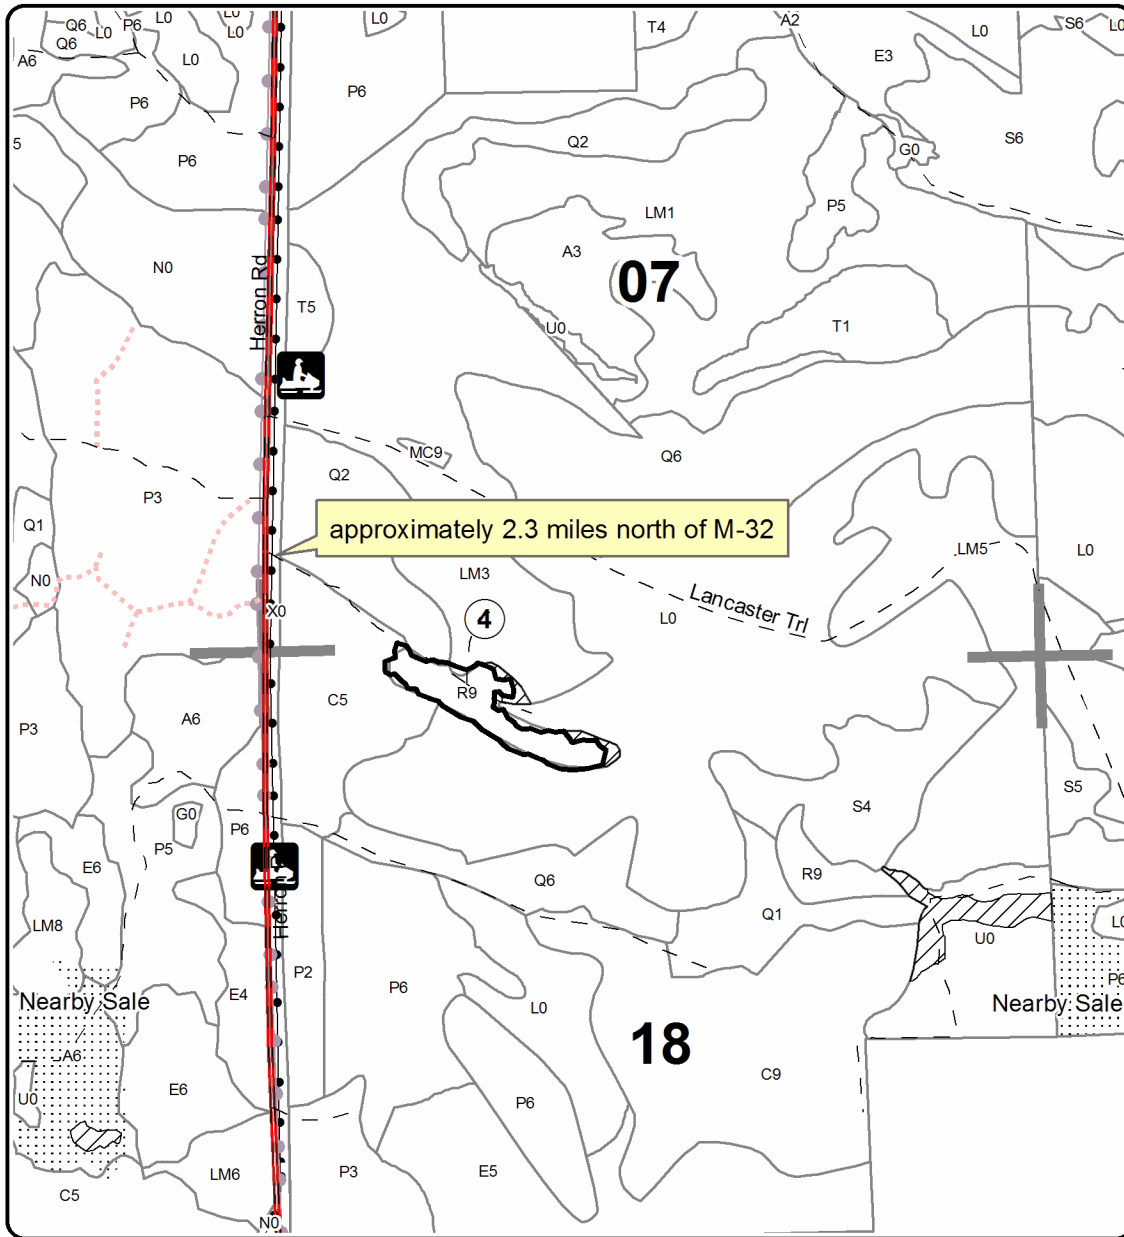 Q6
L0
P6
L0
L0
L0
L0
T4
A2
E3
L0
S6
L0
Q6
A6
L0
P6
P6
5
P6
Q2
G0
S6
P5
LM1
A3
N0
07
Herron Rd
T5
U0
T1
MC9
Q6
Q2
P3
Q1
approximately 2.3 miles north of M-32
LM5
L0
N0
LM3
Lancaster Trl
X0
4
L0
R9
C5
A6
P3
S5
S4
G0
P6
P5
E6
Q6
R9
Q1
LM8
L0
U0
P2
P6
P6
E4
Nearby Sale
L0
Nearby Sale
18
A6
C9
E6
U0
P6
LM6
P3
E5
C5
N0